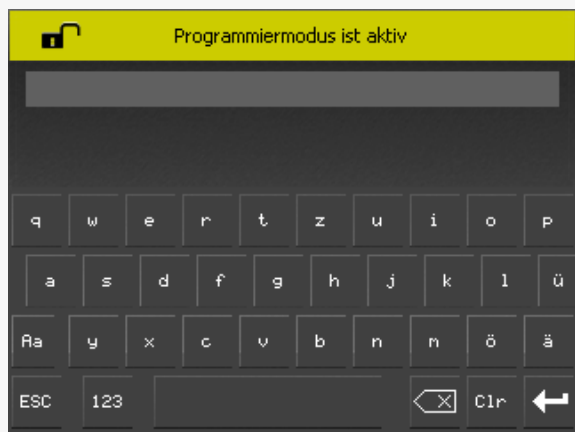 Programmiermodus ist aktiv
q w e r t z u i o p
a s d f g h j k l ü
Aa y x c v b n m ö ä
ESC 123 Clr